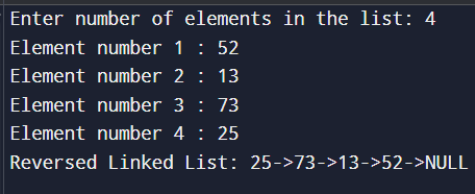 Enter number of elements in the list: 4
Element number 1 : 52
Element number 2 : 13
Element number 3 : 73
Element number 4 : 25
Reversed Linked List: 25->73->13->52->NULL